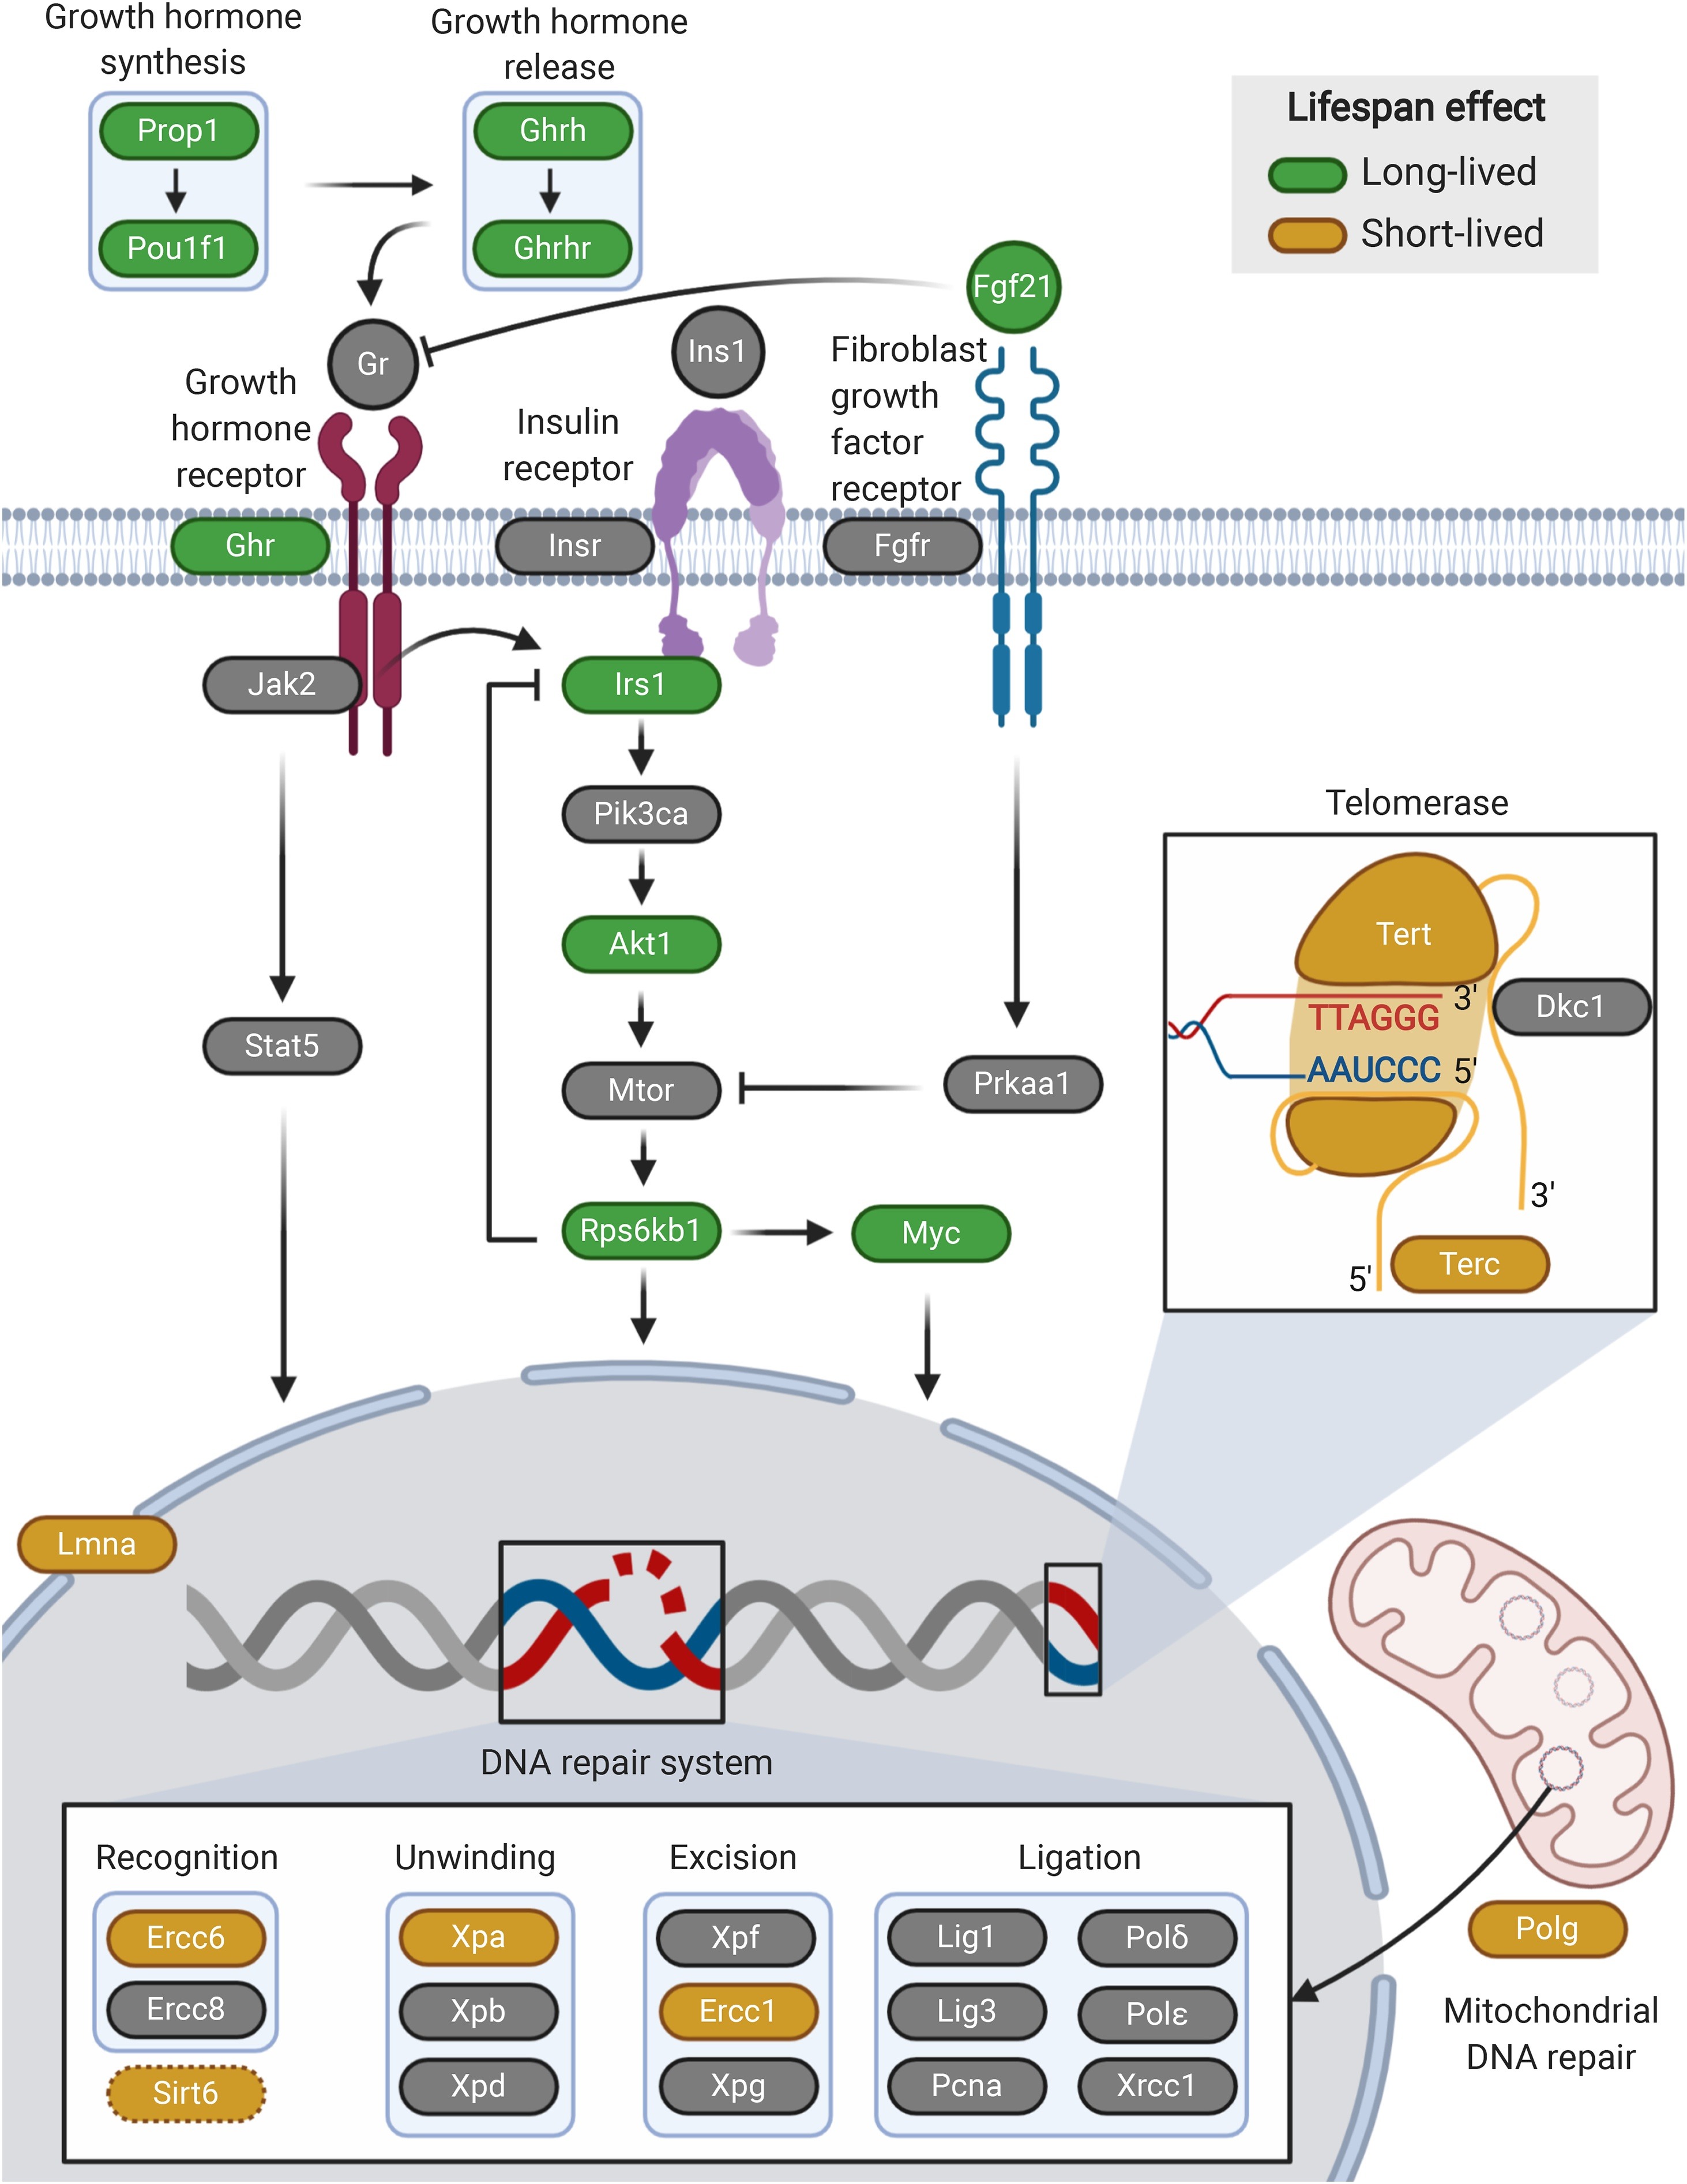 Growth hormone
synthesis
Prop1
Pou1f1
Growth hormone
release
Ghrh
Ghrhr
Lifespan effect
Long-lived
Short-lived
Fgf21
Gr
Ins1
Growth
hormone
receptor
Insulin
receptor
Fibroblast
growth
factor
receptor
Ghr
Insr
Fgfr
Jak2
Irs1
Pik3ca
Akt1
Stat5
Mtor
Prkaa1
Rps6kb1
Myc
Telomerase
Tert
3'
TTAGGG
Dkc1
AAUCCC 5'
3'
5'
Terc
Lmna
DNA repair system
Recognition
Ercc6
Ercc8
Sirt6
Unwinding
Xpa
Xpb
Xpd
Excision
Xpf
Ercc1
Xpg
Ligation
Lig1
Polδ
Lig3
Polε
Pcna
Xrcc1
Polg
Mitochondrial
DNA repair